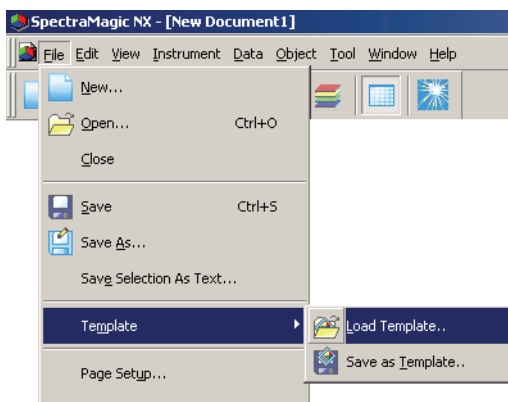 SpectraMagic NX - [New Document1]
File Edit View Instrument Data Object Tool Window Help
New...
Open... Ctrl+O
Close
Save Ctrl+S
Save As...
Save Selection As Text...
Template
Load Template..
Save as Template..
Page Setup...